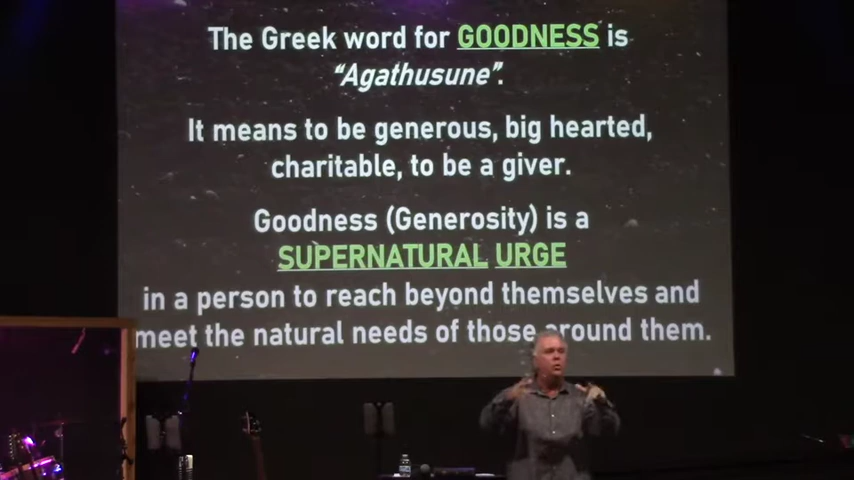 The Greek word for GOODNESS is
"Agathusune".
It means to be generous, big hearted,
charitable, to be a giver.
Goodness (Generosity) is a
SUPERNATURAL URGE
in a person to reach beyond themselves and
meet the natural needs of those around them.